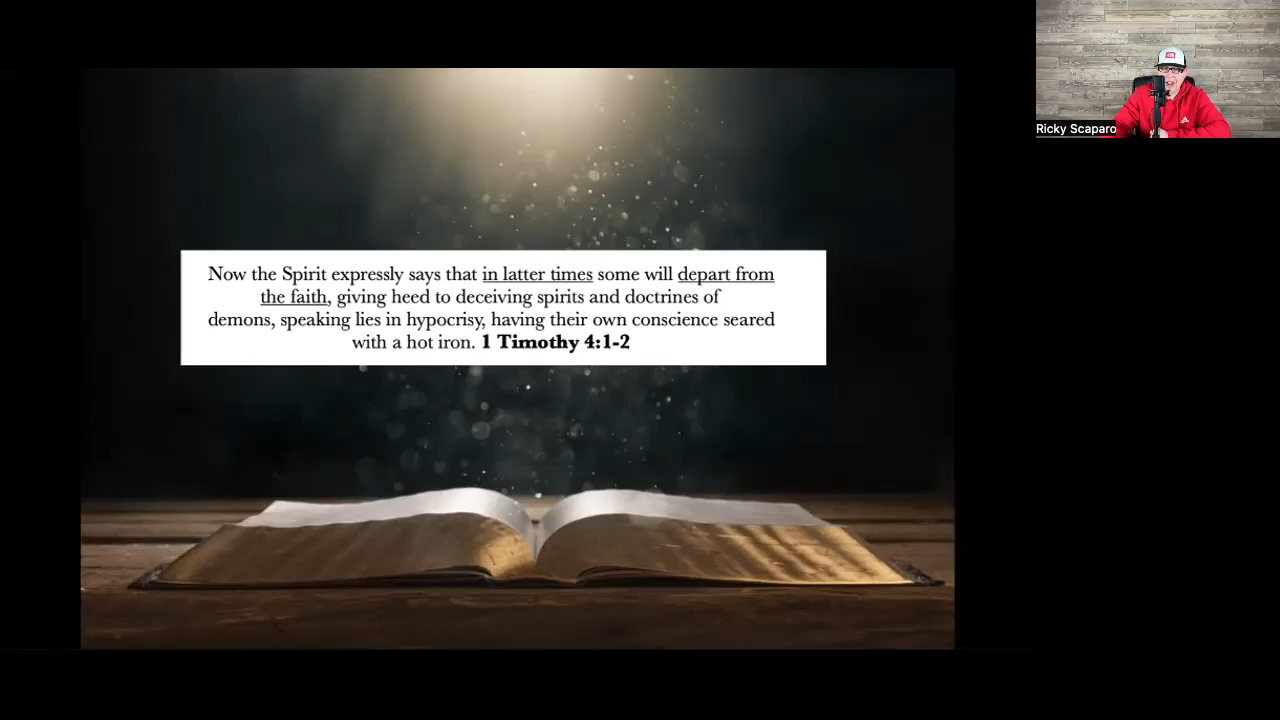 Now the Spirit expressly says that in latter times some will depart from
the faith, giving heed to deceiving spirits and doctrines of
demons, speaking lies in hypocrisy, having their own conscience seared
with a hot iron. 1 Timothy 4:1-2
Ricky Scaparo